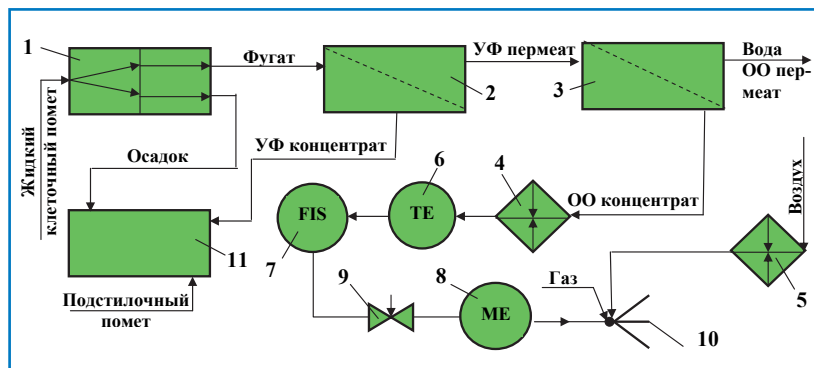 1
Фугат
УФ пермеат
2
3
Вода
ОО пер-
меат
Жидкий
клеточный помет
Осадок
УФ концентрат
6
4
ОО концентрат
Воздух
FIS
TE
7
11
Подстилочный
помет
9
8
ME
Газ
5
10